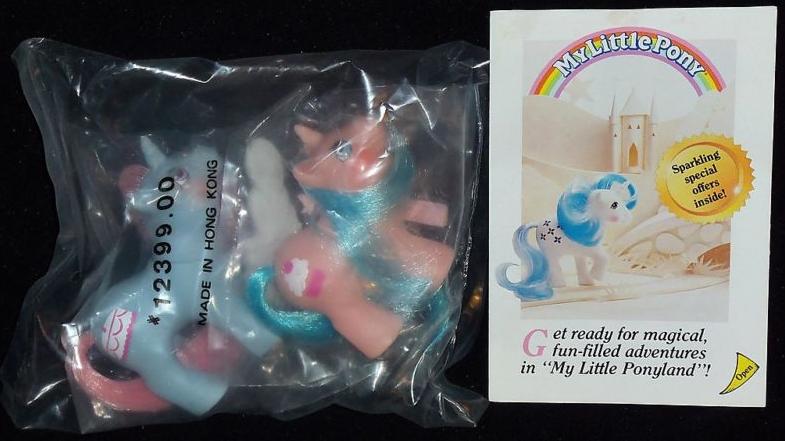 *12399.00
MADE IN HONG KONG
My Little Pony
Sparkling
special
offers
inside!
Get ready for magical,
fun-filled adventures
in “My Little Ponyland”!
Open